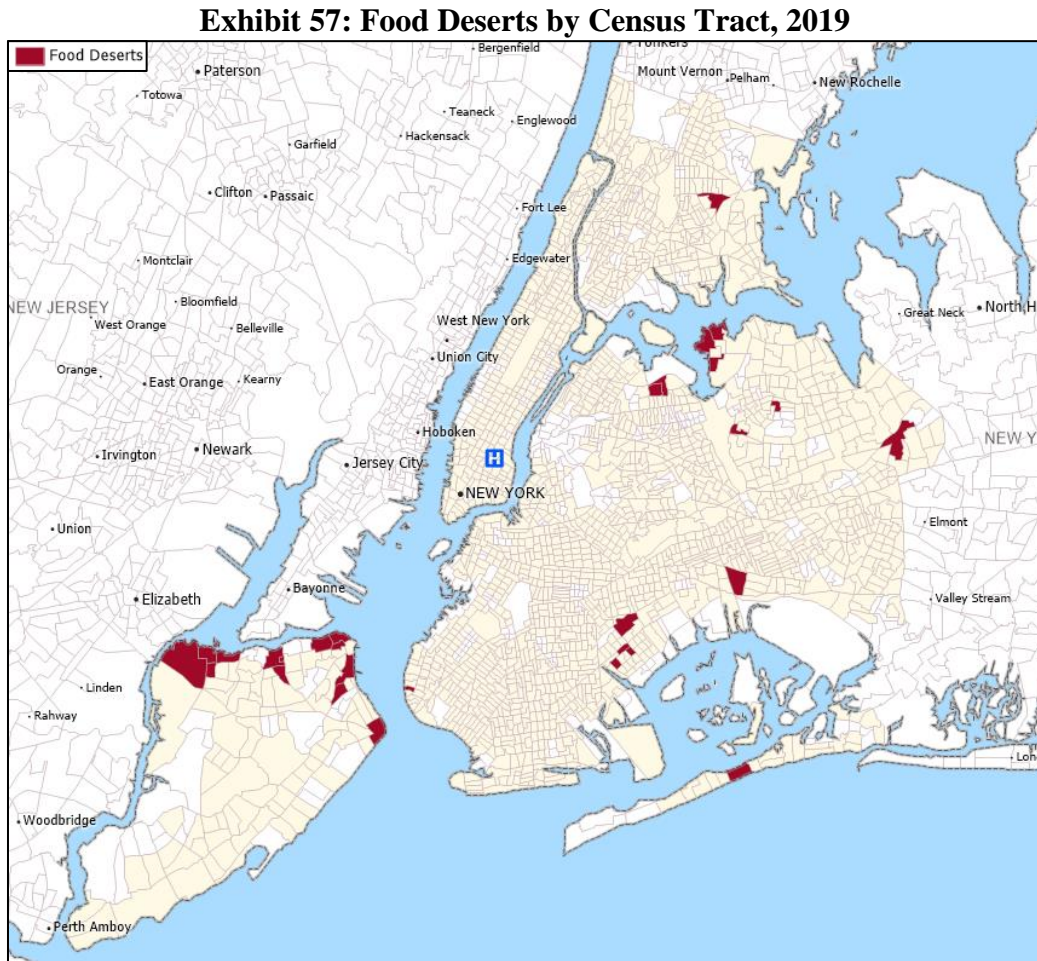 Exhibit 57: Food Deserts by Census Tract, 2019
Food Deserts
Bergenfield
Paterson
Mount Vernon
Pelham
New Rochelle
Totowa
Teaneck
Englewood
Hackensack
Garfield
Clifton
Passaic
Fort Lee
Montclair
Edgewater
NEW JERSEY
Bloomfield
West Orange
Belleville
West New York
Great Neck
North H
Union City
Orange
East Orange
Kearny
Hoboken
NEW Y
Irvington
Newark
Jersey City
H
NEW YORK
Union
Elmont
Bayonne
Elizabeth
Valley Stream
Linden
Rahway
Lon
Woodbridge
Perth Amboy